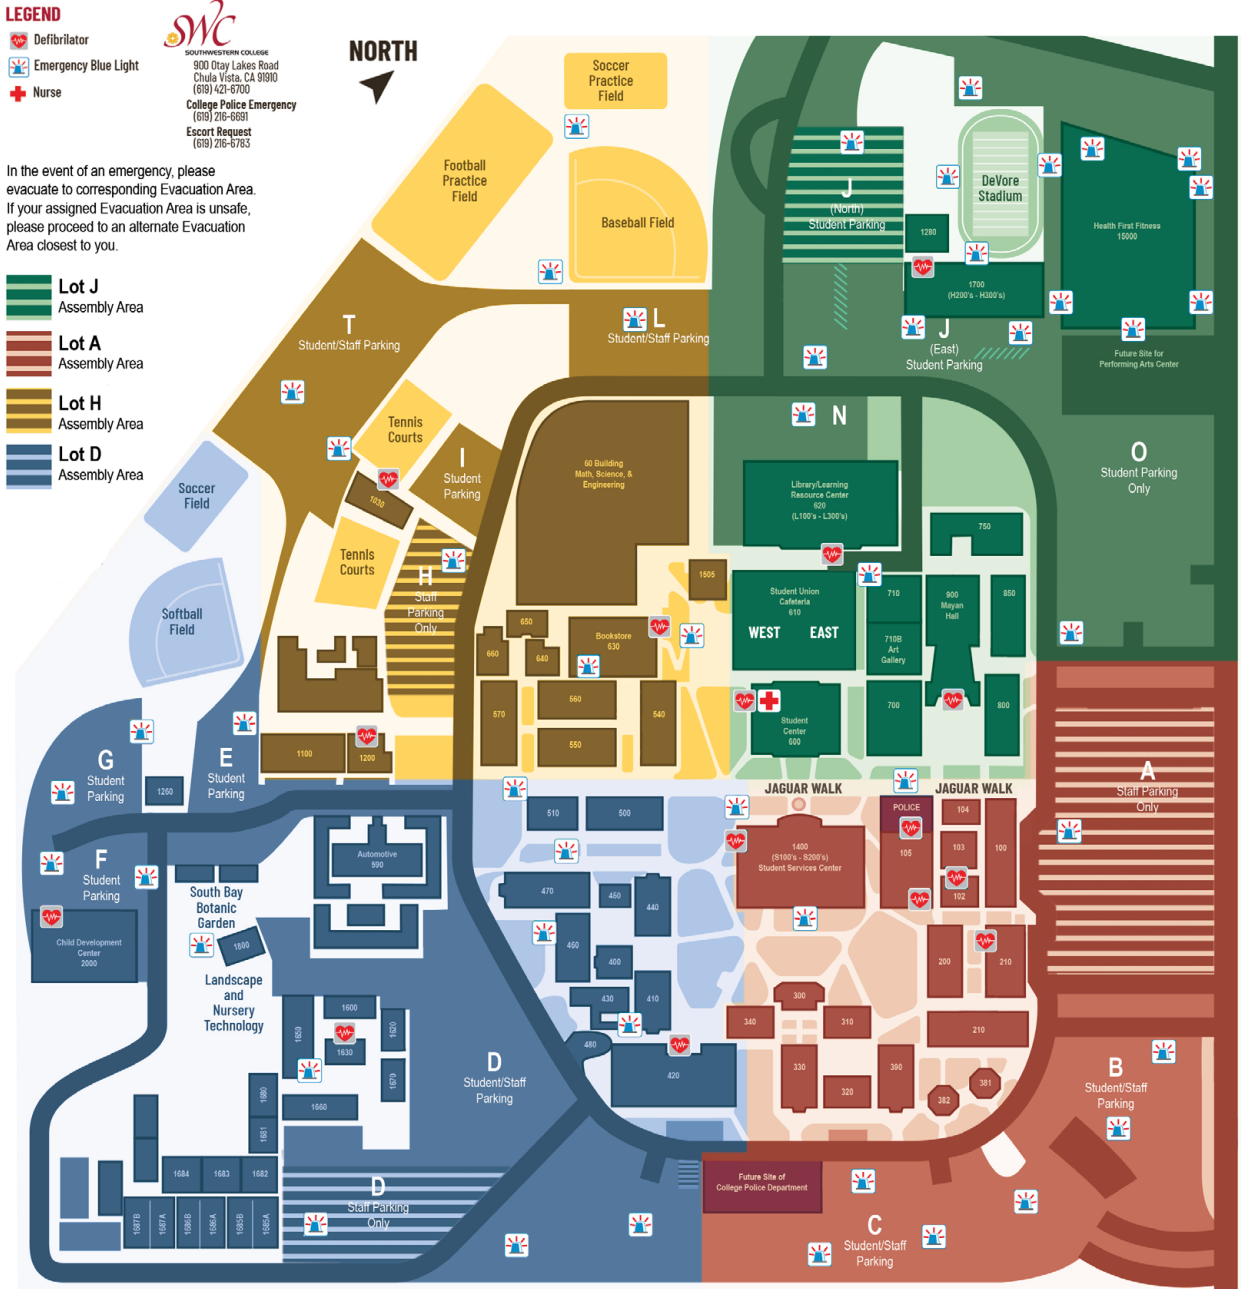 LEGEND
Defibrilator
Emergency Blue Light
Nurse
SWC
SOUTHWESTERN COLLEGE
900 Otay Lakes Road
Chula Vista, CA 91910
(619) 421-6700
College Police Emergency
(619) 216-6691
Escort Request
(619) 216-6783
NORTH
In the event of an emergency, please
evacuate to corresponding Evacuation Area.
If your assigned Evacuation Area is unsafe,
please proceed to an alternate Evacuation
Area closest to you.
Lot J
Assembly Area
Lot A
Assembly Area
Lot H
Assembly Area
Lot D
Assembly Area
Soccer
Practice
Field
Football
Practice
Field
Baseball Field
J
(North)
Student Parking
DeVore
Stadium
1280
Health First Fitness
15000
1700
(H200's - H300's)
J
(East)
Student Parking
Future Site for
Performing Arts Center
T
Student/Staff Parking
L
Student/Staff Parking
Tennis
Courts
I
Student
Parking
1030
Tennis
Courts
H
Staff
Parking
Only
60 Building
Math, Science, &
Engineering
N
O
Student Parking
Only
Library/Learning
Resource Center
620
(L100's - L300's)
750
Soccer
Field
Softball
Field
1505
Student Union
Cafeteria
610
WEST EAST
710
710B
Art
Gallery
900
Mayan
Hall
850
650
660
640
Bookstore
630
570
560
550
540
Student
Center
600
700
800
1100
1200
G
Student
Parking
1260
E
Student
Parking
A
Staff Parking
Only
JAGUAR WALK
JAGUAR WALK
510
500
POLICE
105
104
103
102
100
1400
(S100's - S200's)
Student Services Center
F
Student
Parking
Automotive
590
South Bay
Botanic
Garden
1800
Child Development
Center
2000
Landscape
and
Nursery
Technology
470
450
440
460
400
430
410
480
420
200
210
210
300
340
310
330
320
390
382
381
1600
1650
1630
1620
1670
1660
1680
1681
1684
1683
1682
1687B
1687A
1686B
1686A
1685B
1685A
D
Student/Staff
Parking
D
Staff Parking
Only
B
Student/Staff
Parking
Future Site of
College Police Department
C
Student/Staff
Parking